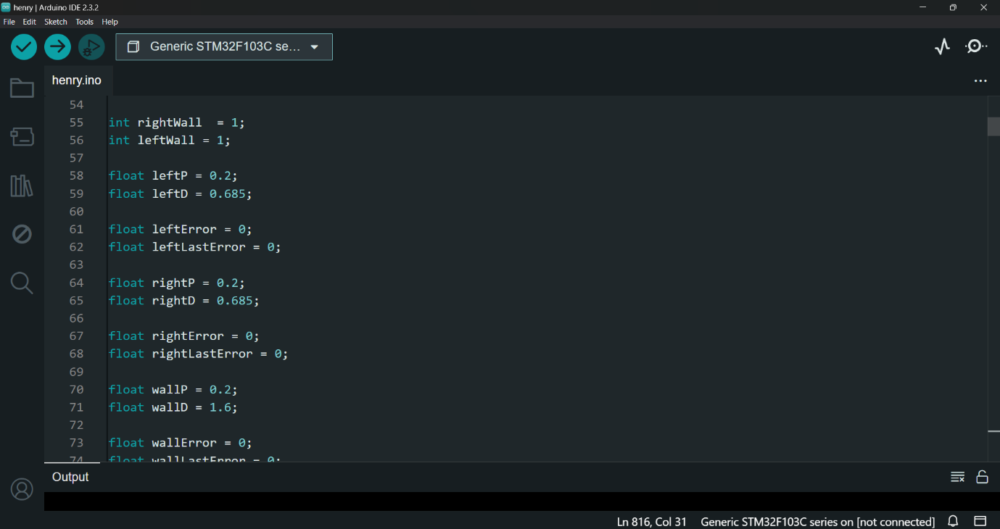 henry | Arduino IDE 2.3.2
File Edit Sketch Tools Help
Generic STM32F103C se...
henry.ino
54
55 int rightWall  = 1;
56 int leftWall = 1;
57
58 float leftP = 0.2;
59 float leftD = 0.685;
60
61 float leftError = 0;
62 float leftLastError = 0;
63
64 float rightP = 0.2;
65 float rightD = 0.685;
66
67 float rightError = 0;
68 float rightLastError = 0;
69
70 float wallP = 0.2;
71 float wallD = 1.6;
72
73 float wallError = 0;
74 float wallLastError = 0;
Output
Ln 816, Col 31 Generic STM32F103C series on [not connected]